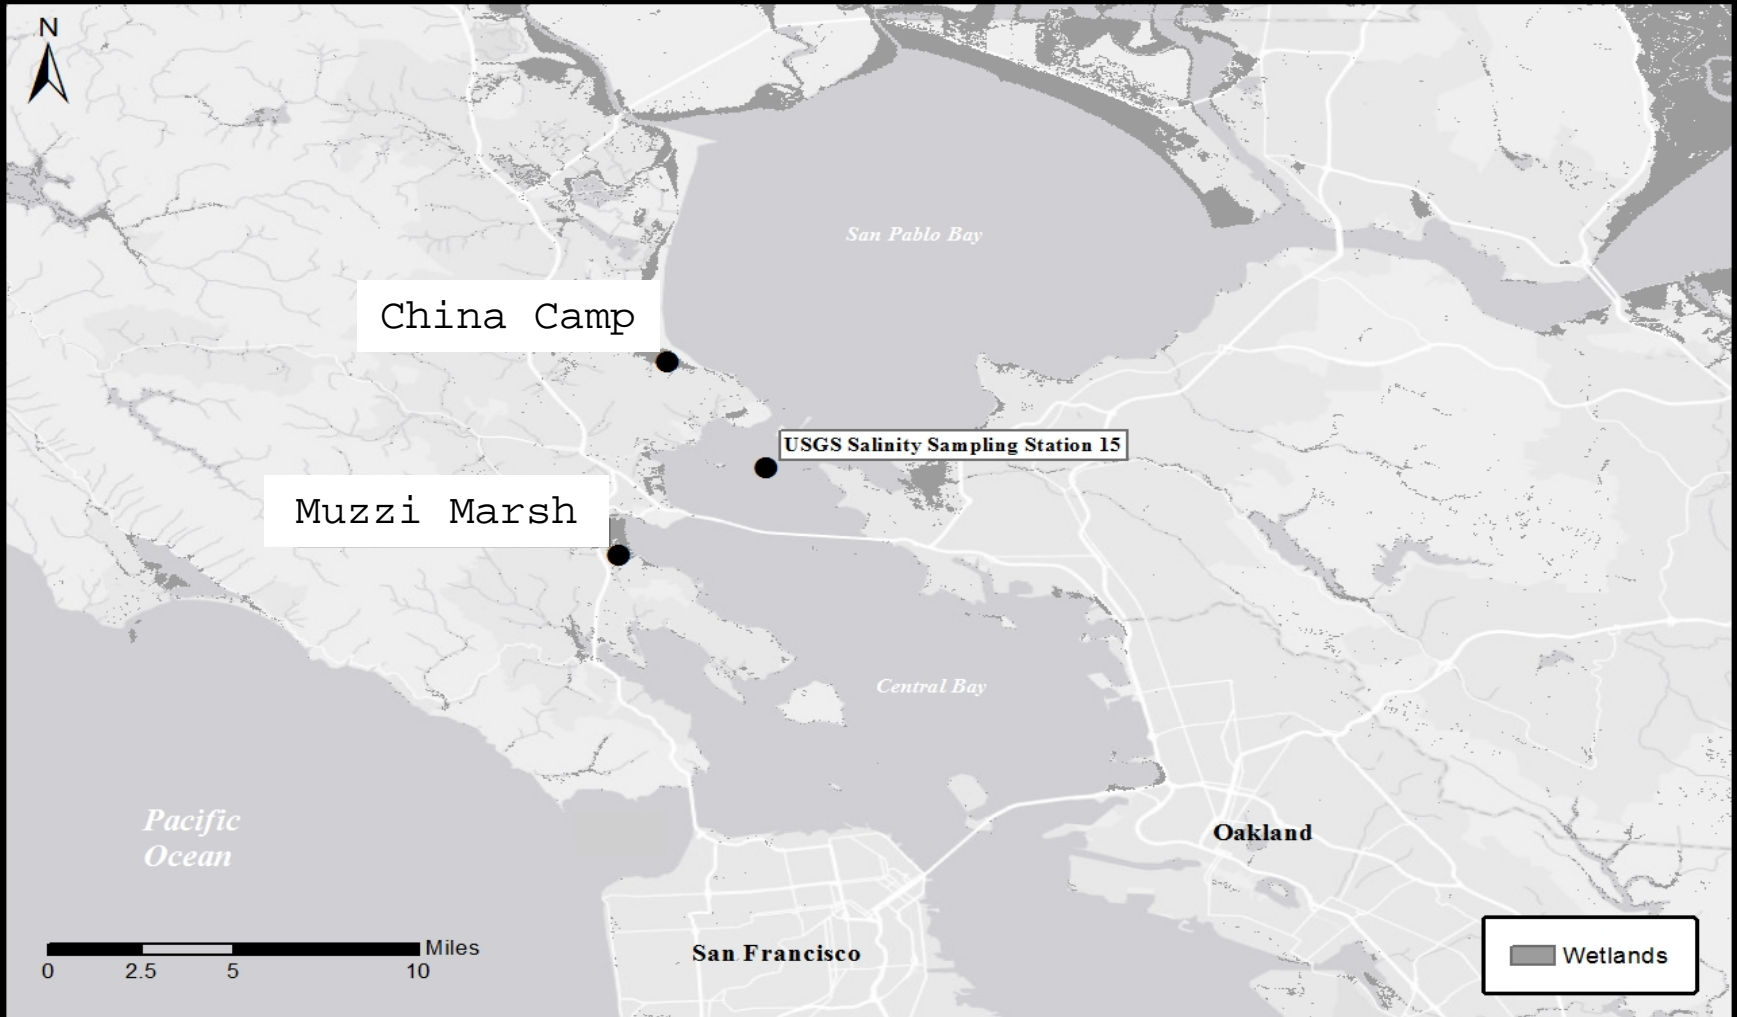 N
San Pablo Bay
China Camp
USGS Salinity Sampling Station 15
Muzzi Marsh
Central Bay
Pacific
Ocean
Oakland
San Francisco
Miles
0 2.5 5 10
Wetlands